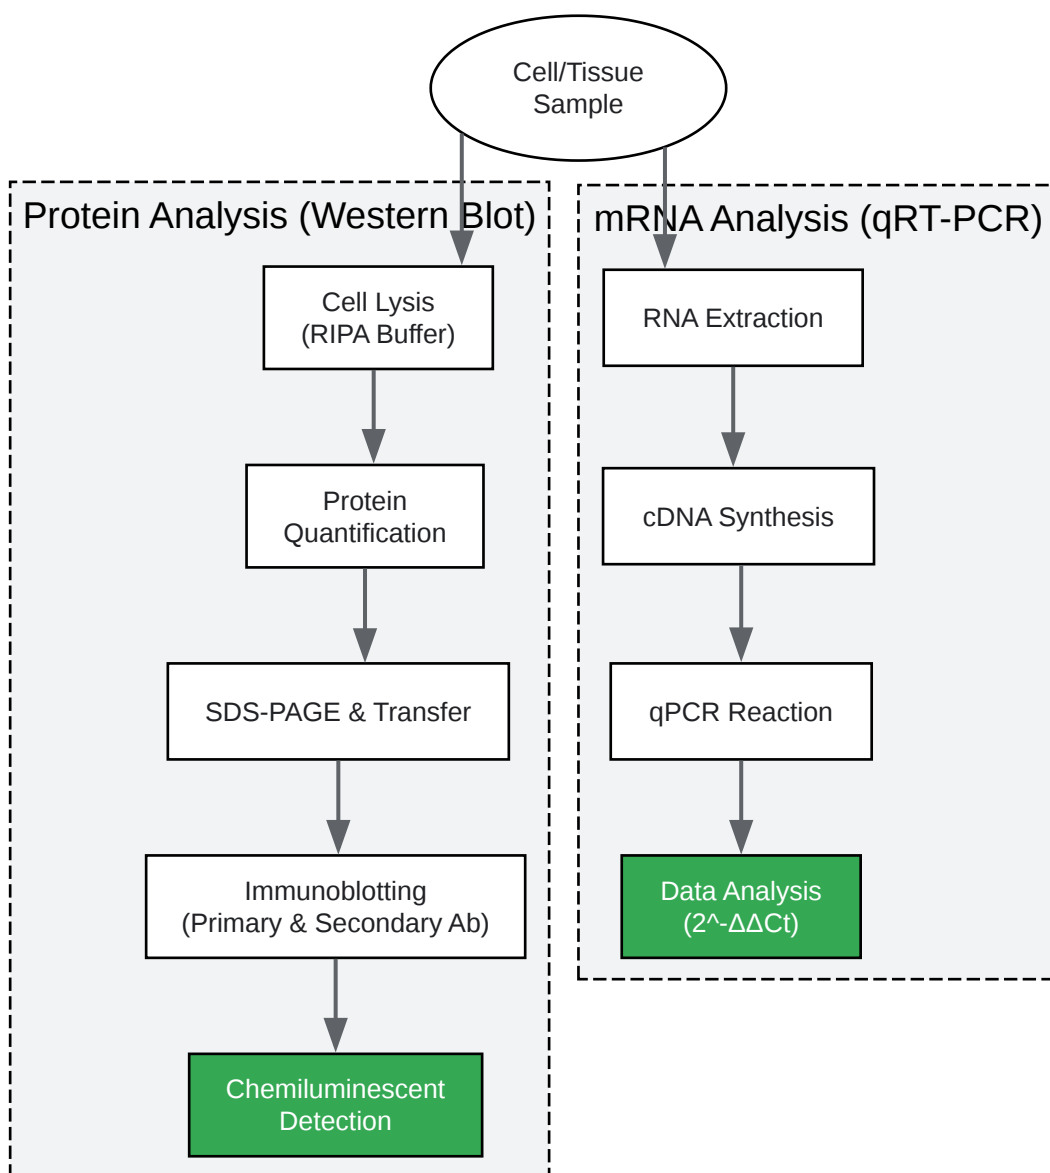 Cell/Tissue
Sample
Protein Analysis (Western Blot)
Cell Lysis
(RIPA Buffer)
Protein
Quantification
SDS-PAGE & Transfer
Immunoblotting
(Primary & Secondary Ab)
Chemiluminescent
Detection
mRNA Analysis (qRT-PCR)
RNA Extraction
cDNA Synthesis
qPCR Reaction
Data Analysis
(2^-ΔΔCt)